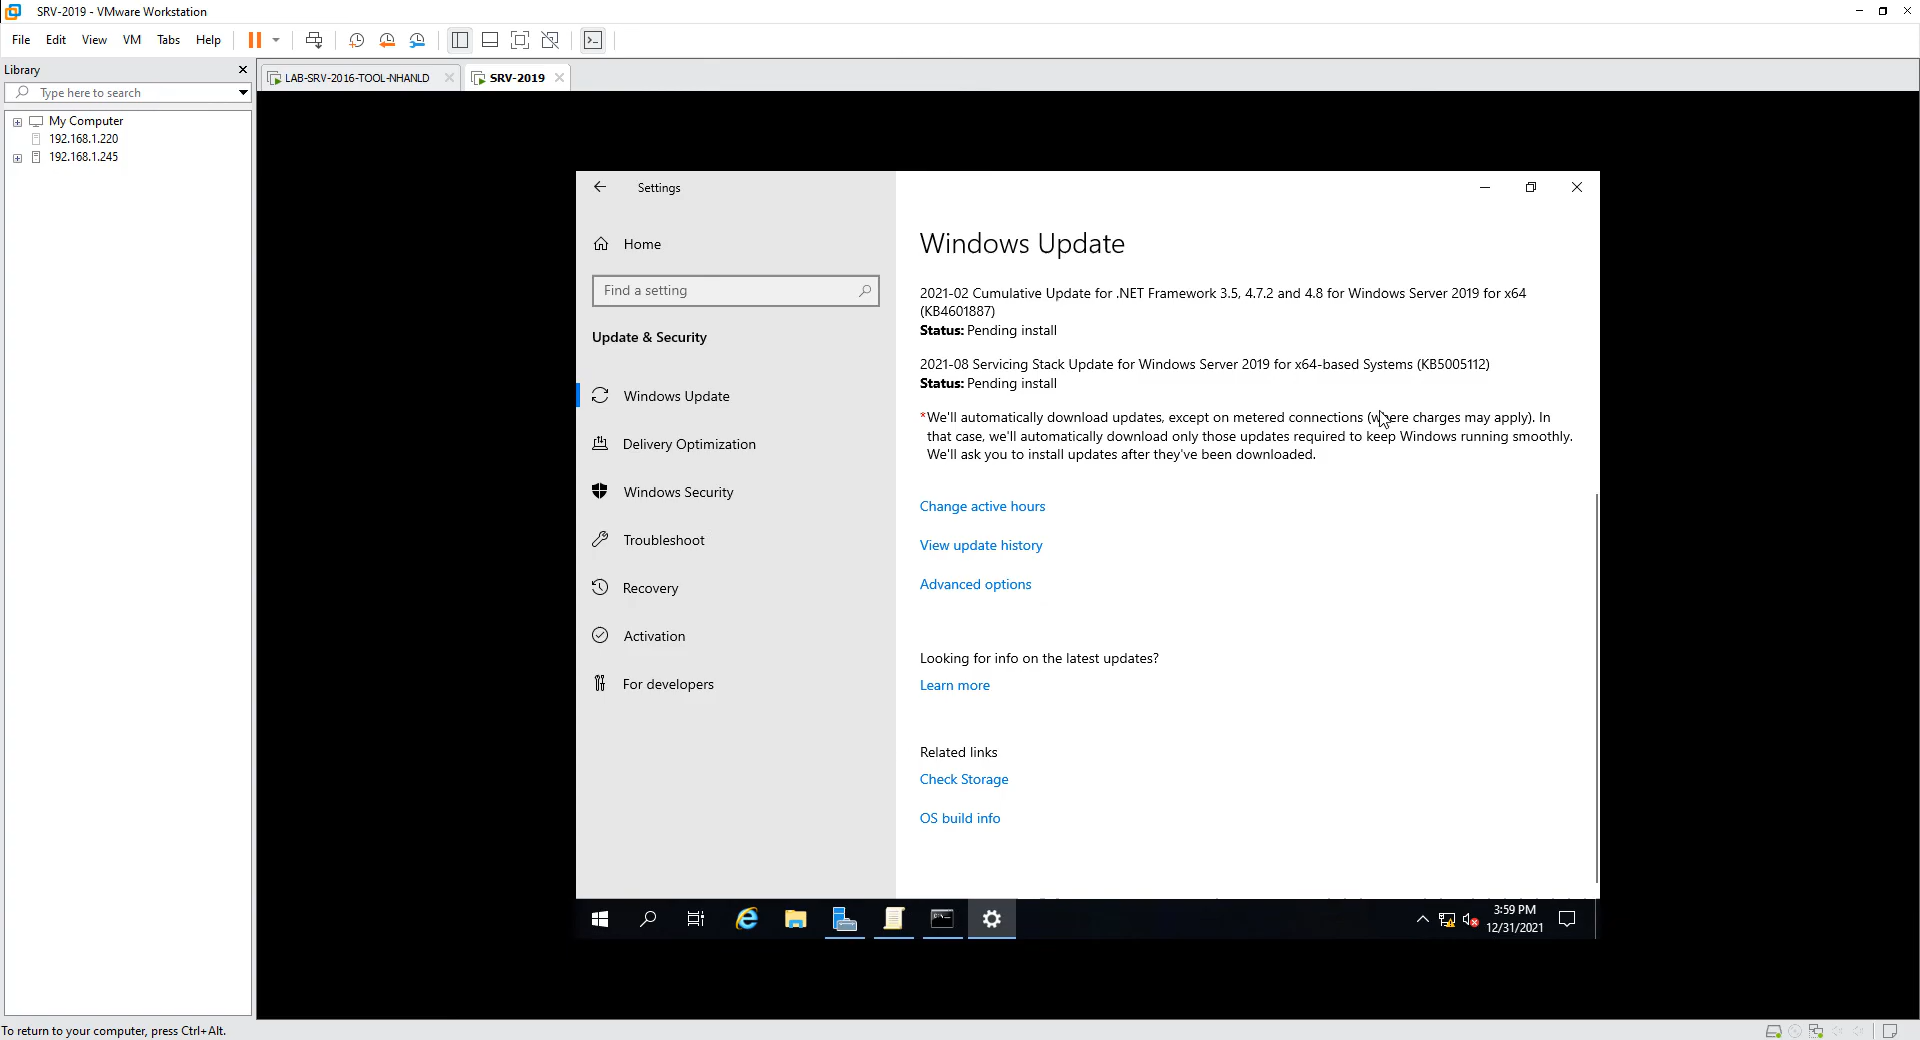 SRV-2019 - VMware Workstation
File Edit View VM Tabs Help
Library
Type here to search
My Computer
192.168.1.220
192.168.1.245
LAB-SRV-2016-TOOL-NHANLD
SRV-2019
Settings
Home
Find a setting
Update & Security
Windows Update
Delivery Optimization
Windows Security
Troubleshoot
Recovery
Activation
For developers
Windows Update
2021-02 Cumulative Update for .NET Framework 3.5, 4.7.2 and 4.8 for Windows Server 2019 for x64
(KB4601887)
Status: Pending install
2021-08 Servicing Stack Update for Windows Server 2019 for x64-based Systems (KB5005112)
Status: Pending install
*We'll automatically download updates, except on metered connections (where charges may apply). In
that case, we'll automatically download only those updates required to keep Windows running smoothly.
We'll ask you to install updates after they've been downloaded.
Change active hours
View update history
Advanced options
Looking for info on the latest updates?
Learn more
Related links
Check Storage
OS build info
3:59 PM
12/31/2021
To return to your computer, press Ctrl+Alt.